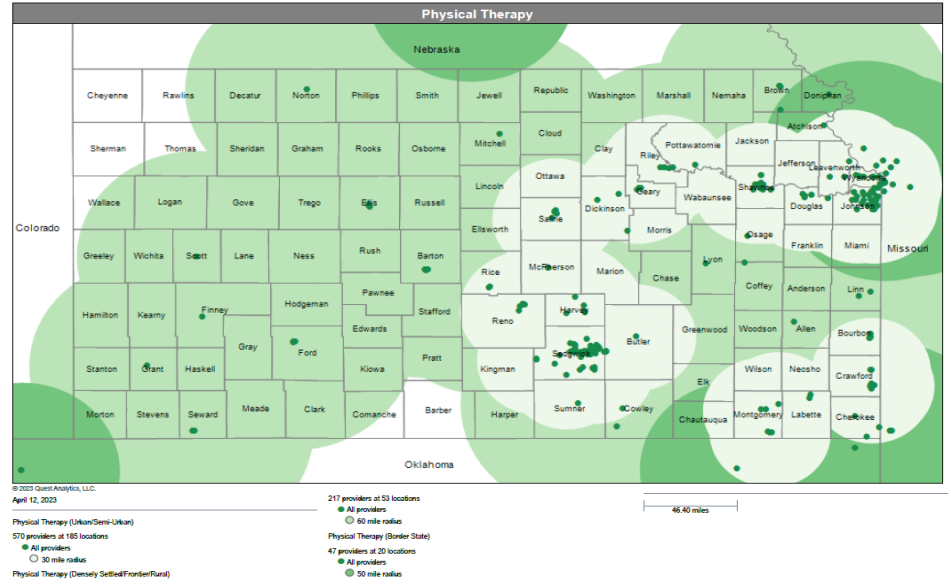 Physical Therapy
Nebraska
Cheyenne Rawlins Decatur Norton Phillips Smith Jewell Republic Washington Marshall Nemaha Brown Doniphan
Atchison
Sherman Thomas Sheridan Graham Rooks Osborne Mitchell Cloud Clay Riley Pottawatomie Jackson
Jefferson Leavenworth
Wyandotte
Ottawa
Wallace Logan Gove Trego Ellis Russell Lincoln Saline Dickinson Geary Wabaunsee Shawnee Douglas Johnson
Colorado
Ellsworth Morris Osage Franklin Miami Missouri
Greeley Wichita Scott Lane Ness Rush Barton Rice McPherson Marion Chase Lyon Coffey Anderson Linn
Pawnee
Hamilton Kearny Finney Hodgeman Stafford Reno Harvey
Gray Ford Edwards Greenwood Woodson Allen Bourbon
Butler
Stanton Grant Haskell Kiowa Pratt Kingman Sedgwick Elk Wilson Neosho Crawford
Morton Stevens Seward Meade Clark Comanche Barber Harper Sumner Cowley Chautauqua Montgomery Labette Cherokee
Oklahoma
© 2023 Quest Analytics, LLC.
April 12, 2023
Physical Therapy (Urban/Semi-Urban)
570 providers at 185 locations
All providers
30 mile radius
Physical Therapy (Densely Settled/Frontier/Rural)
217 providers at 53 locations
All providers
60 mile radius
Physical Therapy (Border State)
47 providers at 20 locations
All providers
50 mile radius
46.40 miles